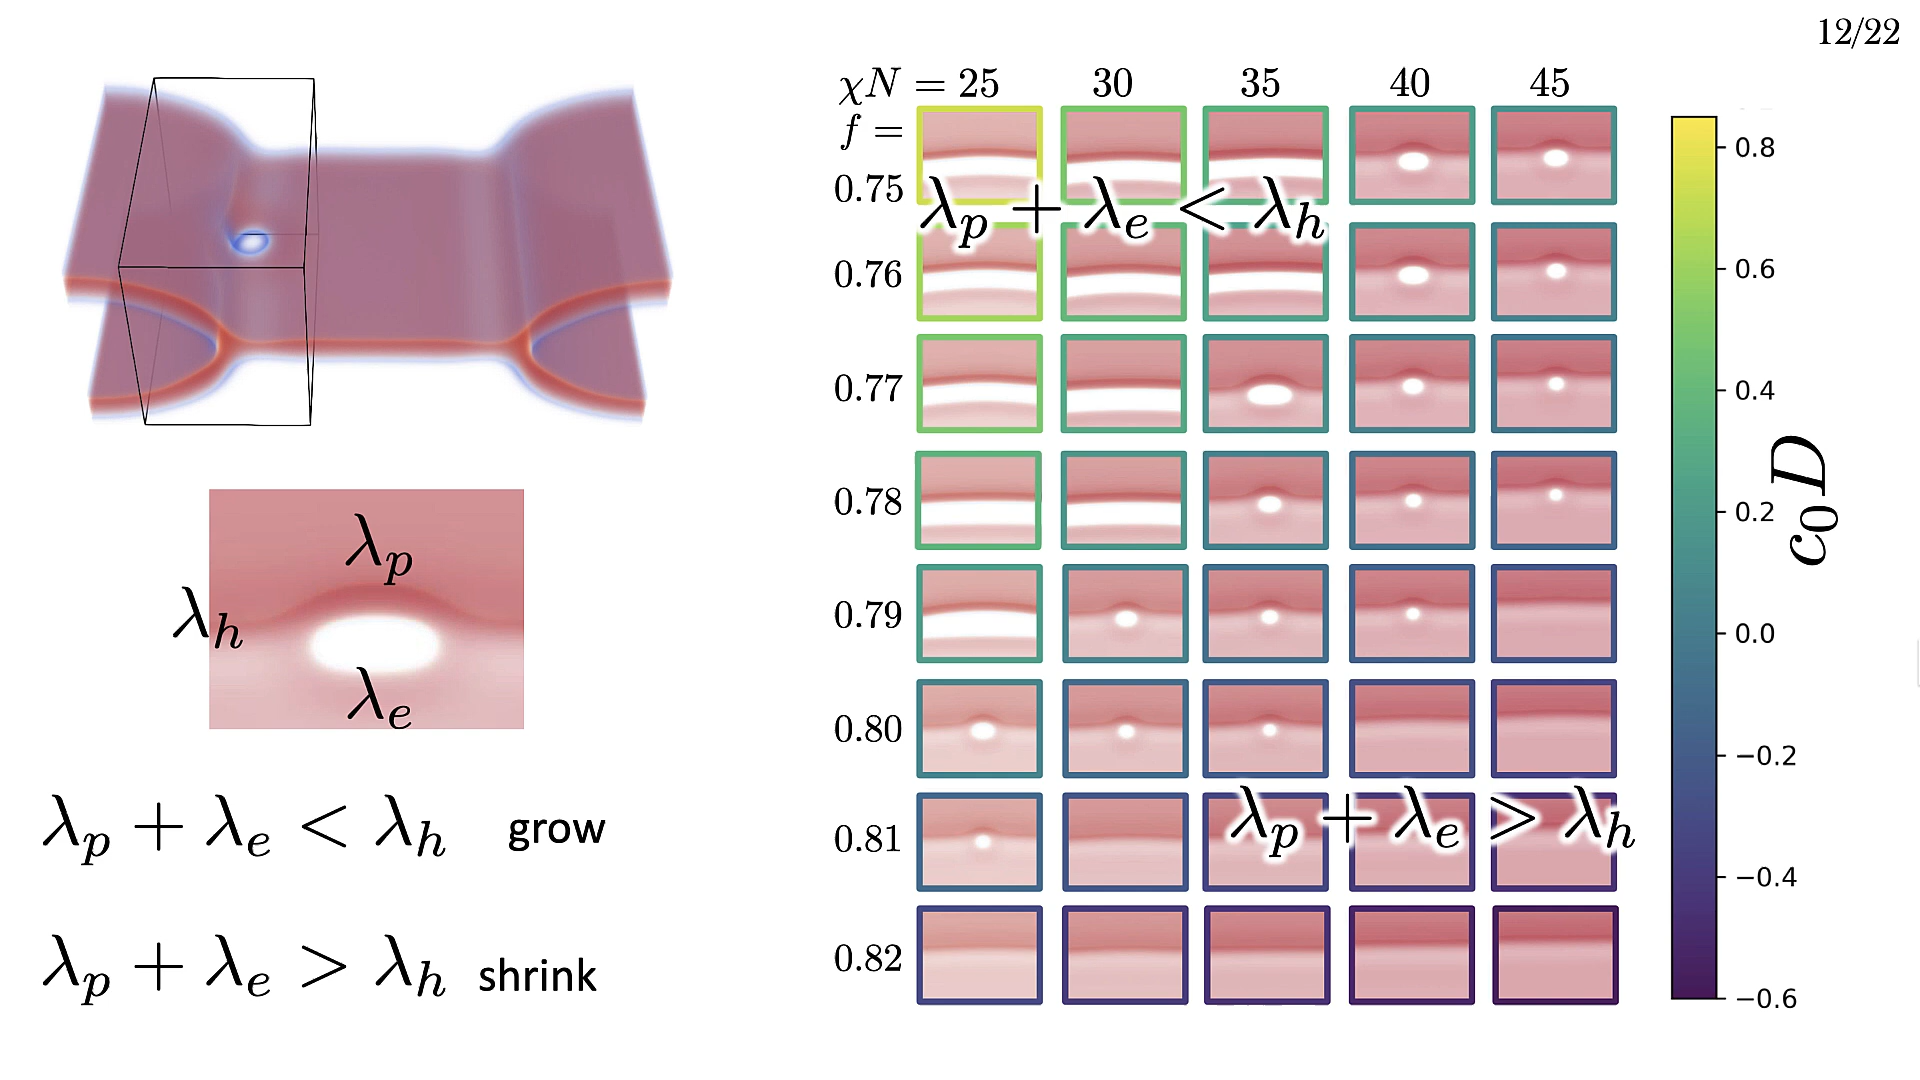 12/22
χN = 25 30 35 40 45
f =
0.75
λp + λe < λh
0.76
0.77
0.78
0.79
0.80
0.81
λp + λe > λh
0.82
0.8
0.6
0.4
0.2
0.0
−0.2
−0.4
−0.6
c0D
λp
λh
λe
λp + λe < λh grow
λp + λe > λh shrink